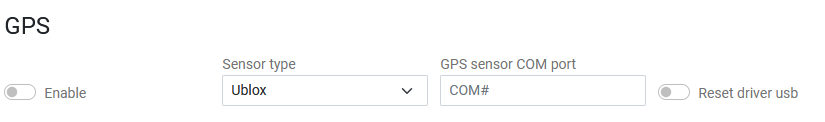 GPS
Sensor type
GPS sensor COM port
Enable
Ublox
COM#
Reset driver usb